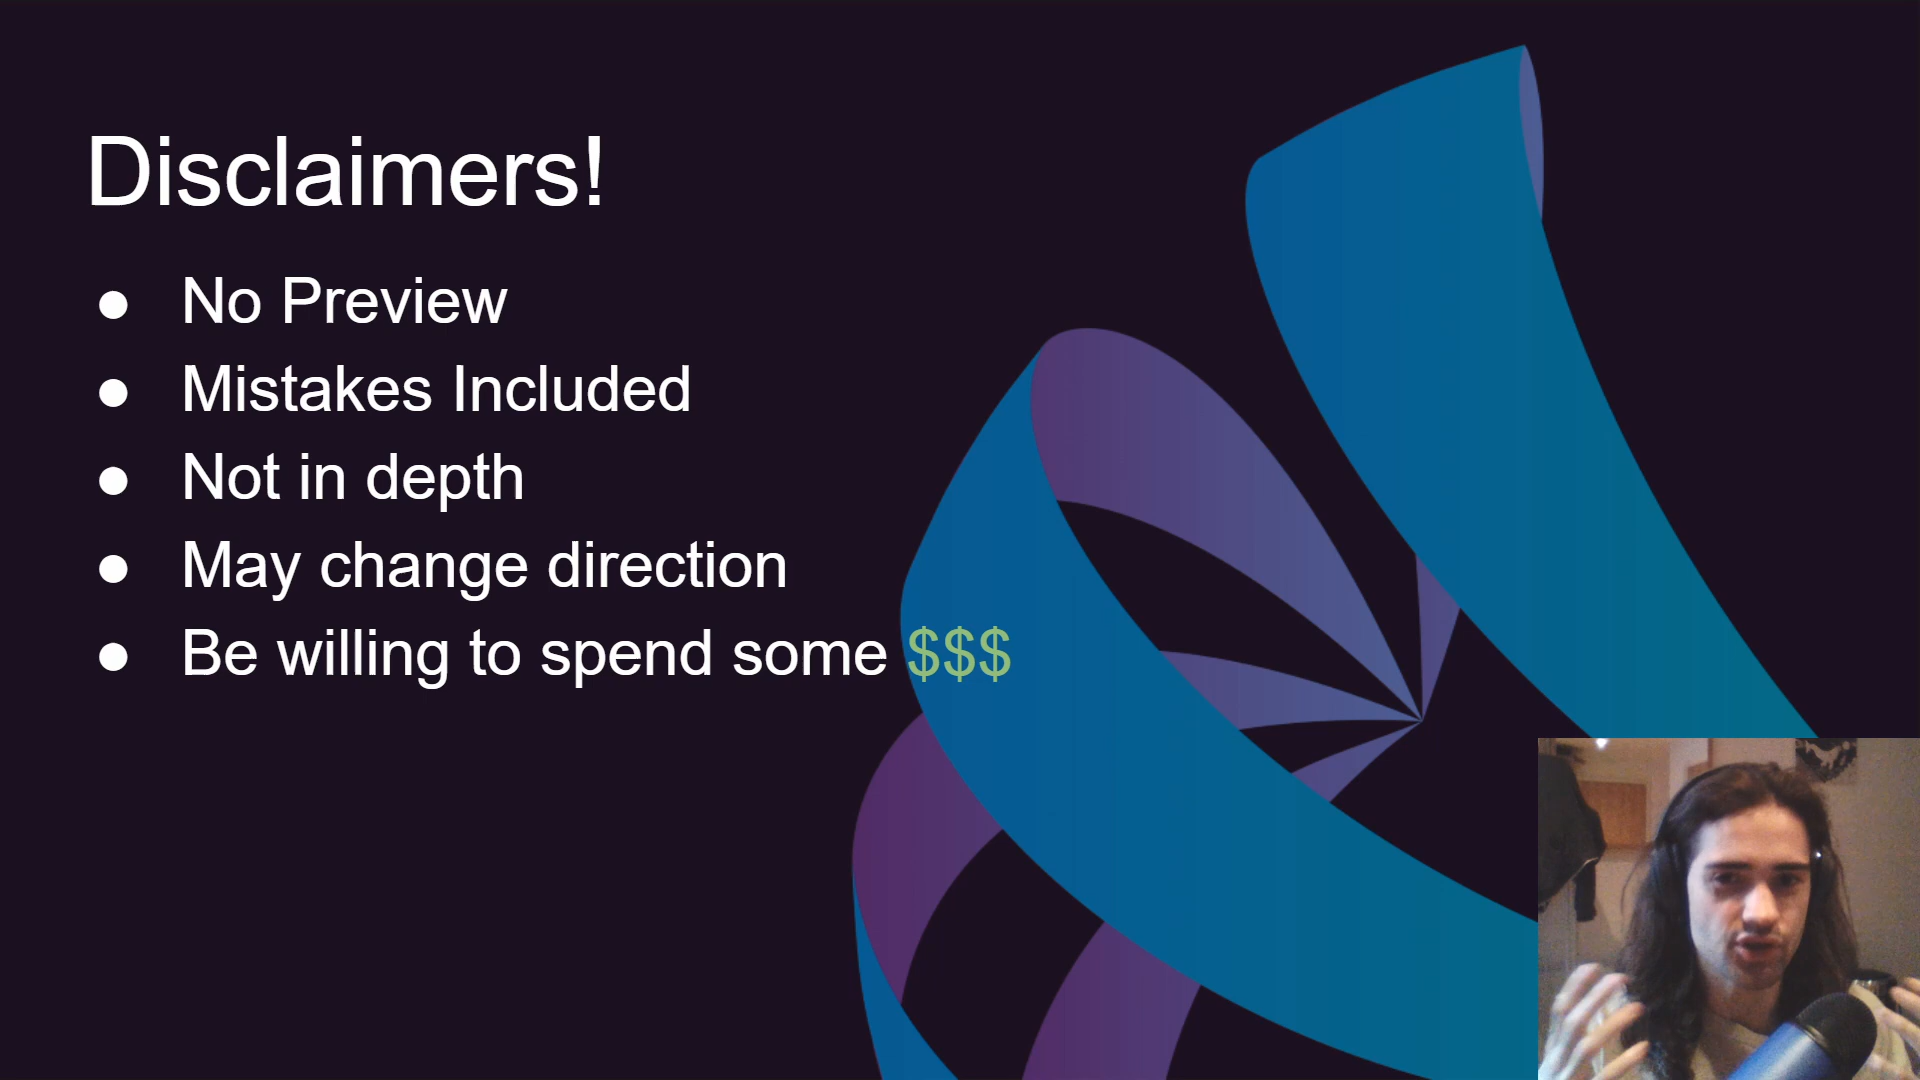 Disclaimers!
● No Preview
● Mistakes Included
● Not in depth
● May change direction
● Be willing to spend some $$$